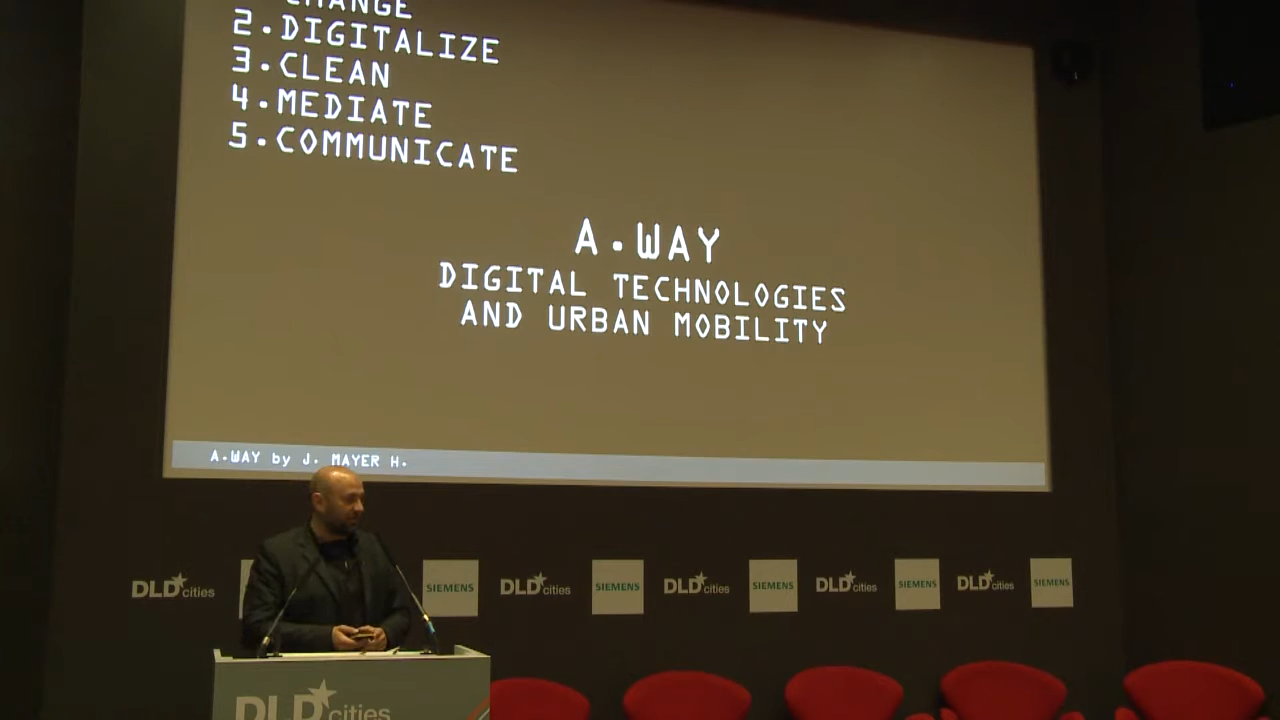 CHANGE
2.DIGITALIZE
3.CLEAN
4.MEDIATE
5.COMMUNICATE
A.WAY
DIGITAL TECHNOLOGIES
AND URBAN MOBILITY
A.WAY by J. MAYER H.
DLD cities
SIEMENS
DLD cities
SIEMENS
DLD cities
SIEMENS
DLD cities
SIEMENS
DLD cities
SIEMENS
DLD cities